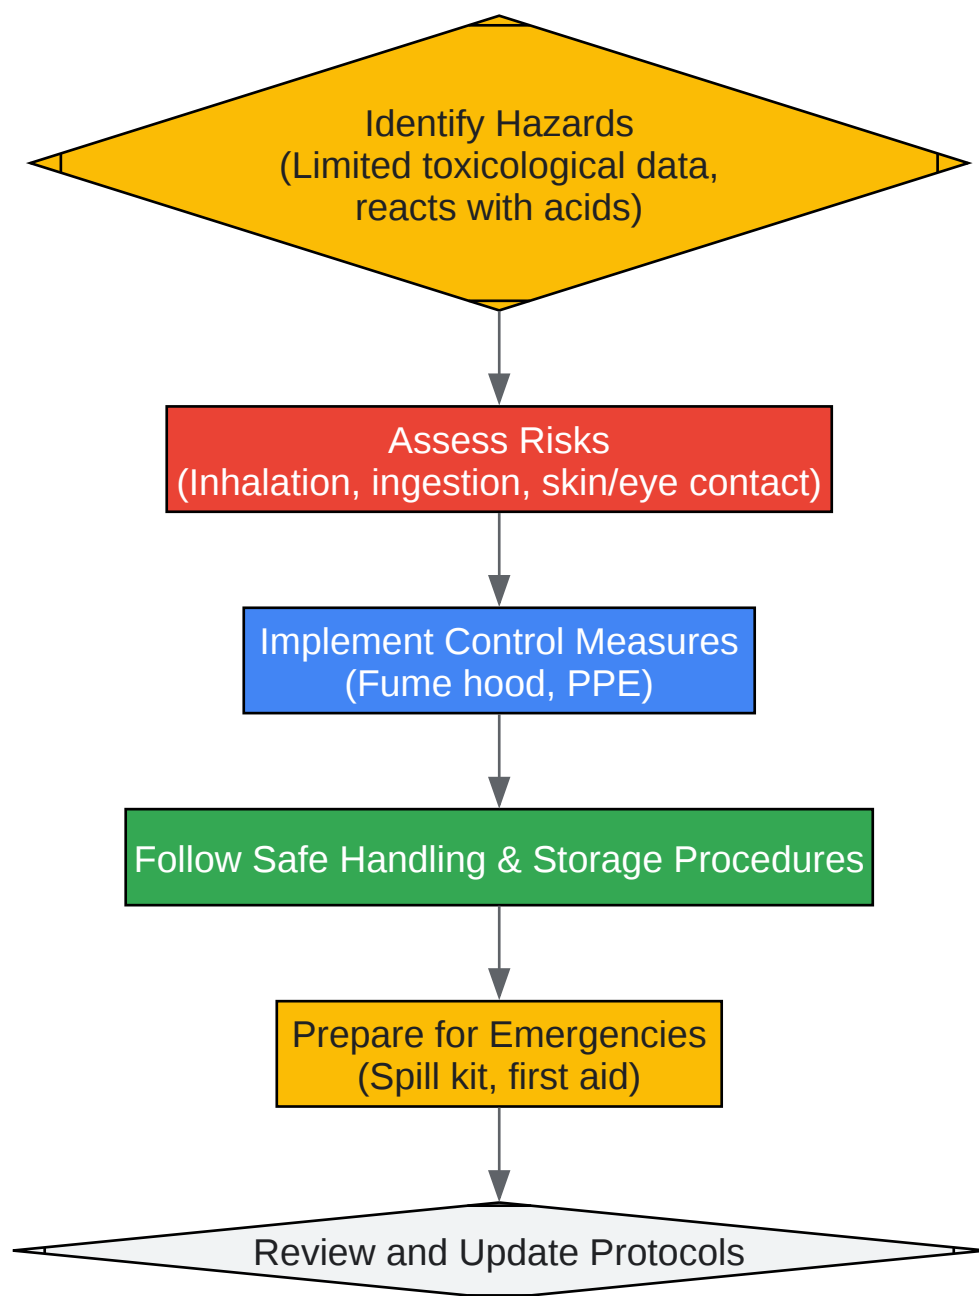 Identify Hazards
(Limited toxicological data,
reacts with acids)
Assess Risks
(Inhalation, ingestion, skin/eye contact)
Implement Control Measures
(Fume hood, PPE)
Follow Safe Handling & Storage Procedures
Prepare for Emergencies
(Spill kit, first aid)
Review and Update Protocols